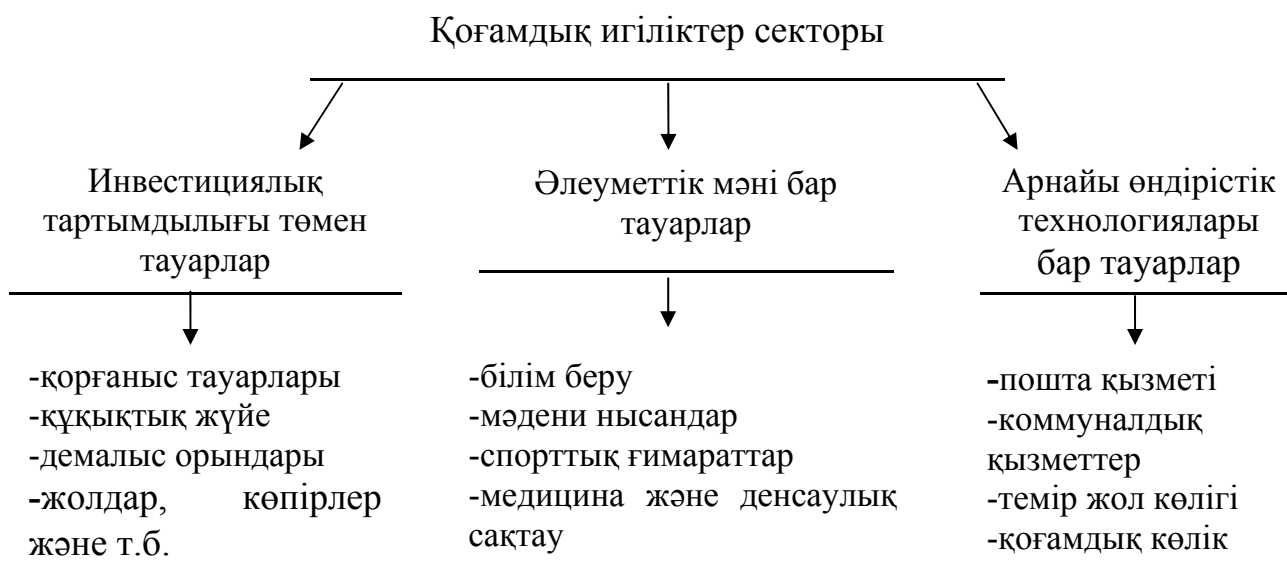 Қоғамдық игіліктер секторы
Инвестициялық
тартымдылығы төмен
тауарлар
-қорғаныс тауарлары
-құқықтық жүйе
-демалыс орындары
-жолдар, көпірлер
және т.б.
Әлеуметтік мәні бар
тауарлар
-білім беру
-мәдени нысандар
-спорттық ғимараттар
-медицина және денсаулық
сақтау
Арнайы өндірістік
технологиялары
бар тауарлар
-пошта қызметі
-коммуналдық
қызметтер
-темір жол көлігі
-қоғамдық көлік